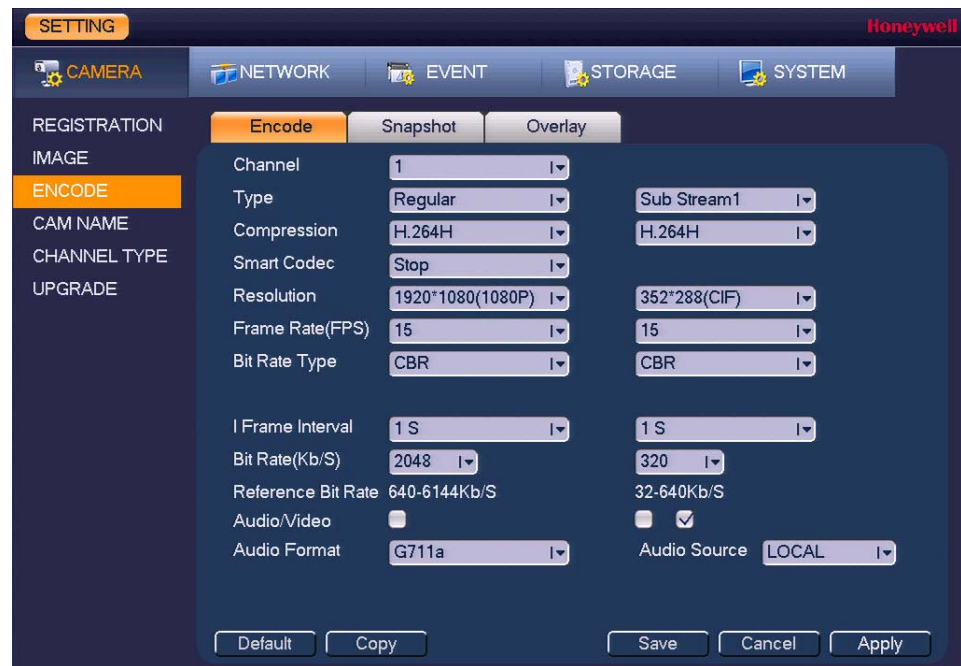 SETTING Honeywell
CAMERA NETWORK EVENT STORAGE SYSTEM
REGISTRATION
IMAGE
ENCODE
CAM NAME
CHANNEL TYPE
UPGRADE
Encode Snapshot Overlay
Channel 1
Type Regular Sub Stream1
Compression H.264H H.264H
Smart Codec Stop
Resolution 1920*1080(1080P) 352*288(CIF)
Frame Rate(FPS) 15 15
Bit Rate Type CBR CBR
I Frame Interval 1 S 1 S
Bit Rate(Kb/S) 2048 320
Reference Bit Rate 640-6144Kb/S 32-640Kb/S
Audio/Video
Audio Format G711a Audio Source LOCAL
Default Copy Save Cancel Apply